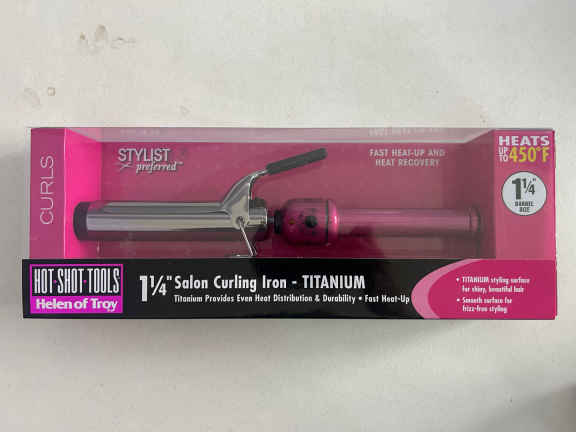 CURLS
STYLIST
preferred™
FAST HEAT-UP AND
HEAT RECOVERY
HEATS
UP TO 450°F
1¼"
BARREL
SIZE
HOT·SHOT·TOOLS
Helen of Troy
1¼" Salon Curling Iron - TITANIUM
Titanium Provides Even Heat Distribution & Durability • Fast Heat-Up
• TITANIUM styling surface
for shiny, beautiful hair
• Smooth surface for
frizz-free styling